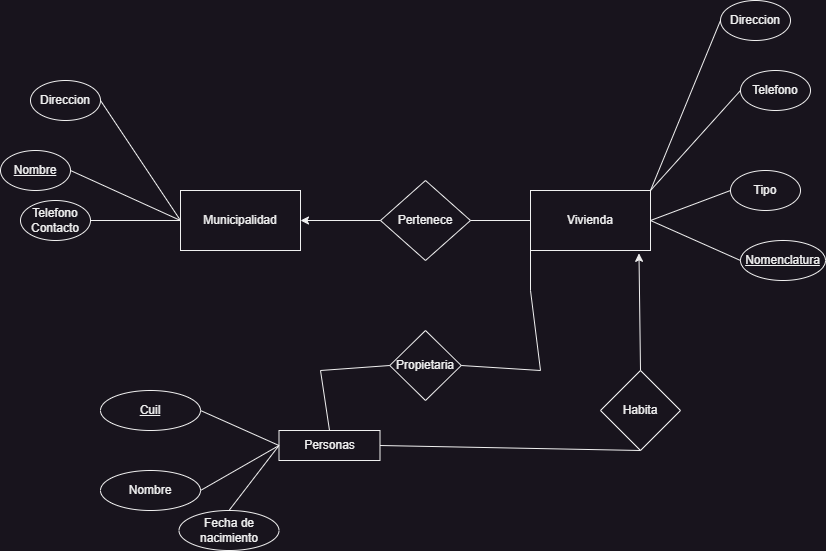 Direccion
Telefono
Direccion
Nombre
Tipo
Telefono
Contacto
Municipalidad
Pertenece
Vivienda
Nomenclatura
Propietaria
Cuil
Habita
Personas
Nombre
Fecha de
nacimiento